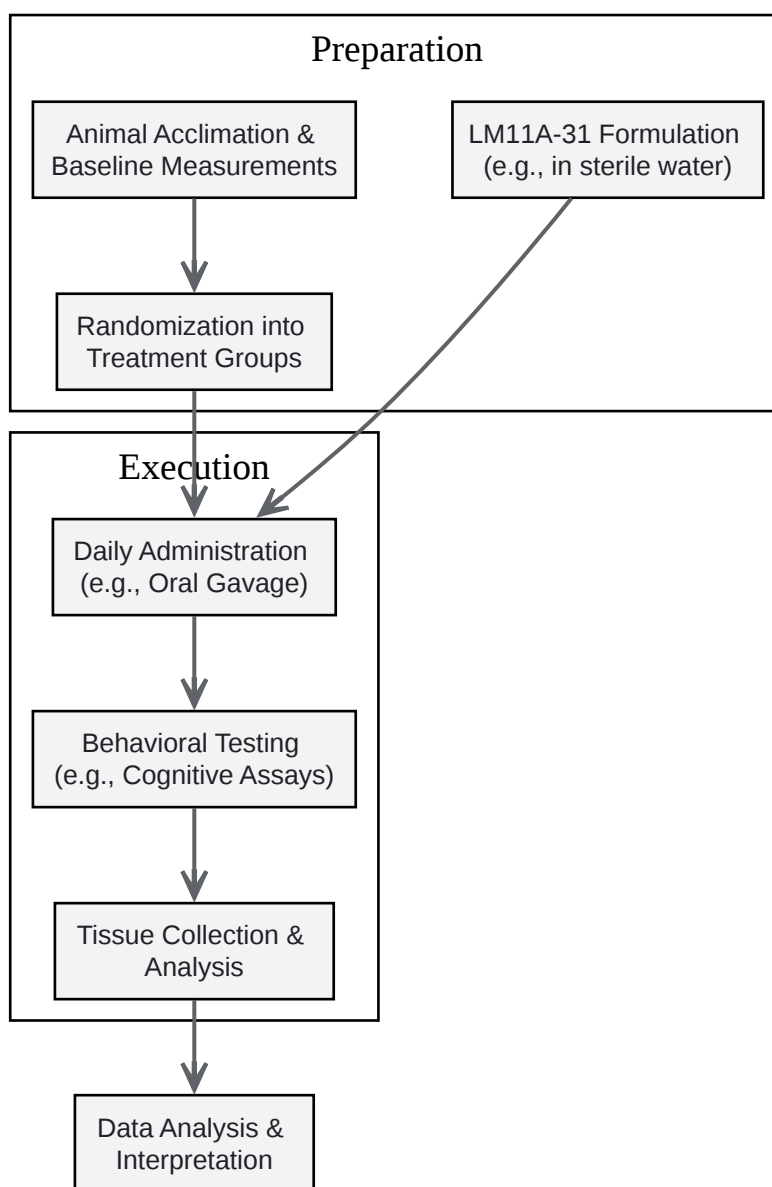 Preparation
Animal Acclimation &
Baseline Measurements
LM11A-31 Formulation
(e.g., in sterile water)
Randomization into
Treatment Groups
Execution
Daily Administration
(e.g., Oral Gavage)
Behavioral Testing
(e.g., Cognitive Assays)
Tissue Collection &
Analysis
Data Analysis &
Interpretation